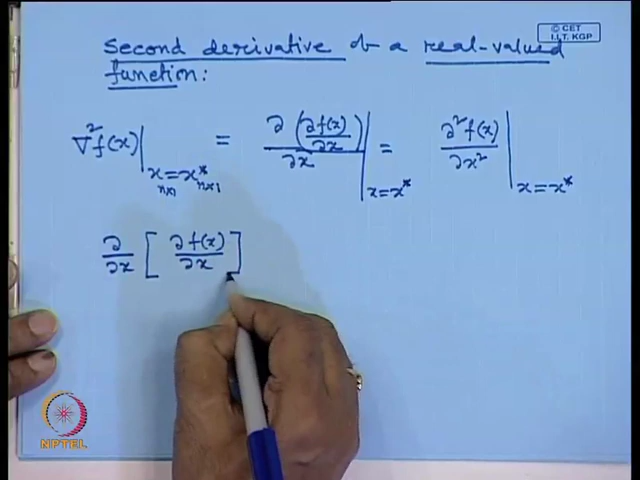 © CET
I.I.T. KGP
Second derivative of a real-valued
function:
∇²f(x)|ₓ₌ₓ* = ∂(∂f(x)/∂x)/∂x|ₓ₌ₓ* = ∂²f(x)/∂x²|ₓ₌ₓ*
n×1 n×1
∂/∂x [∂f(x)/∂x]
NPTEL